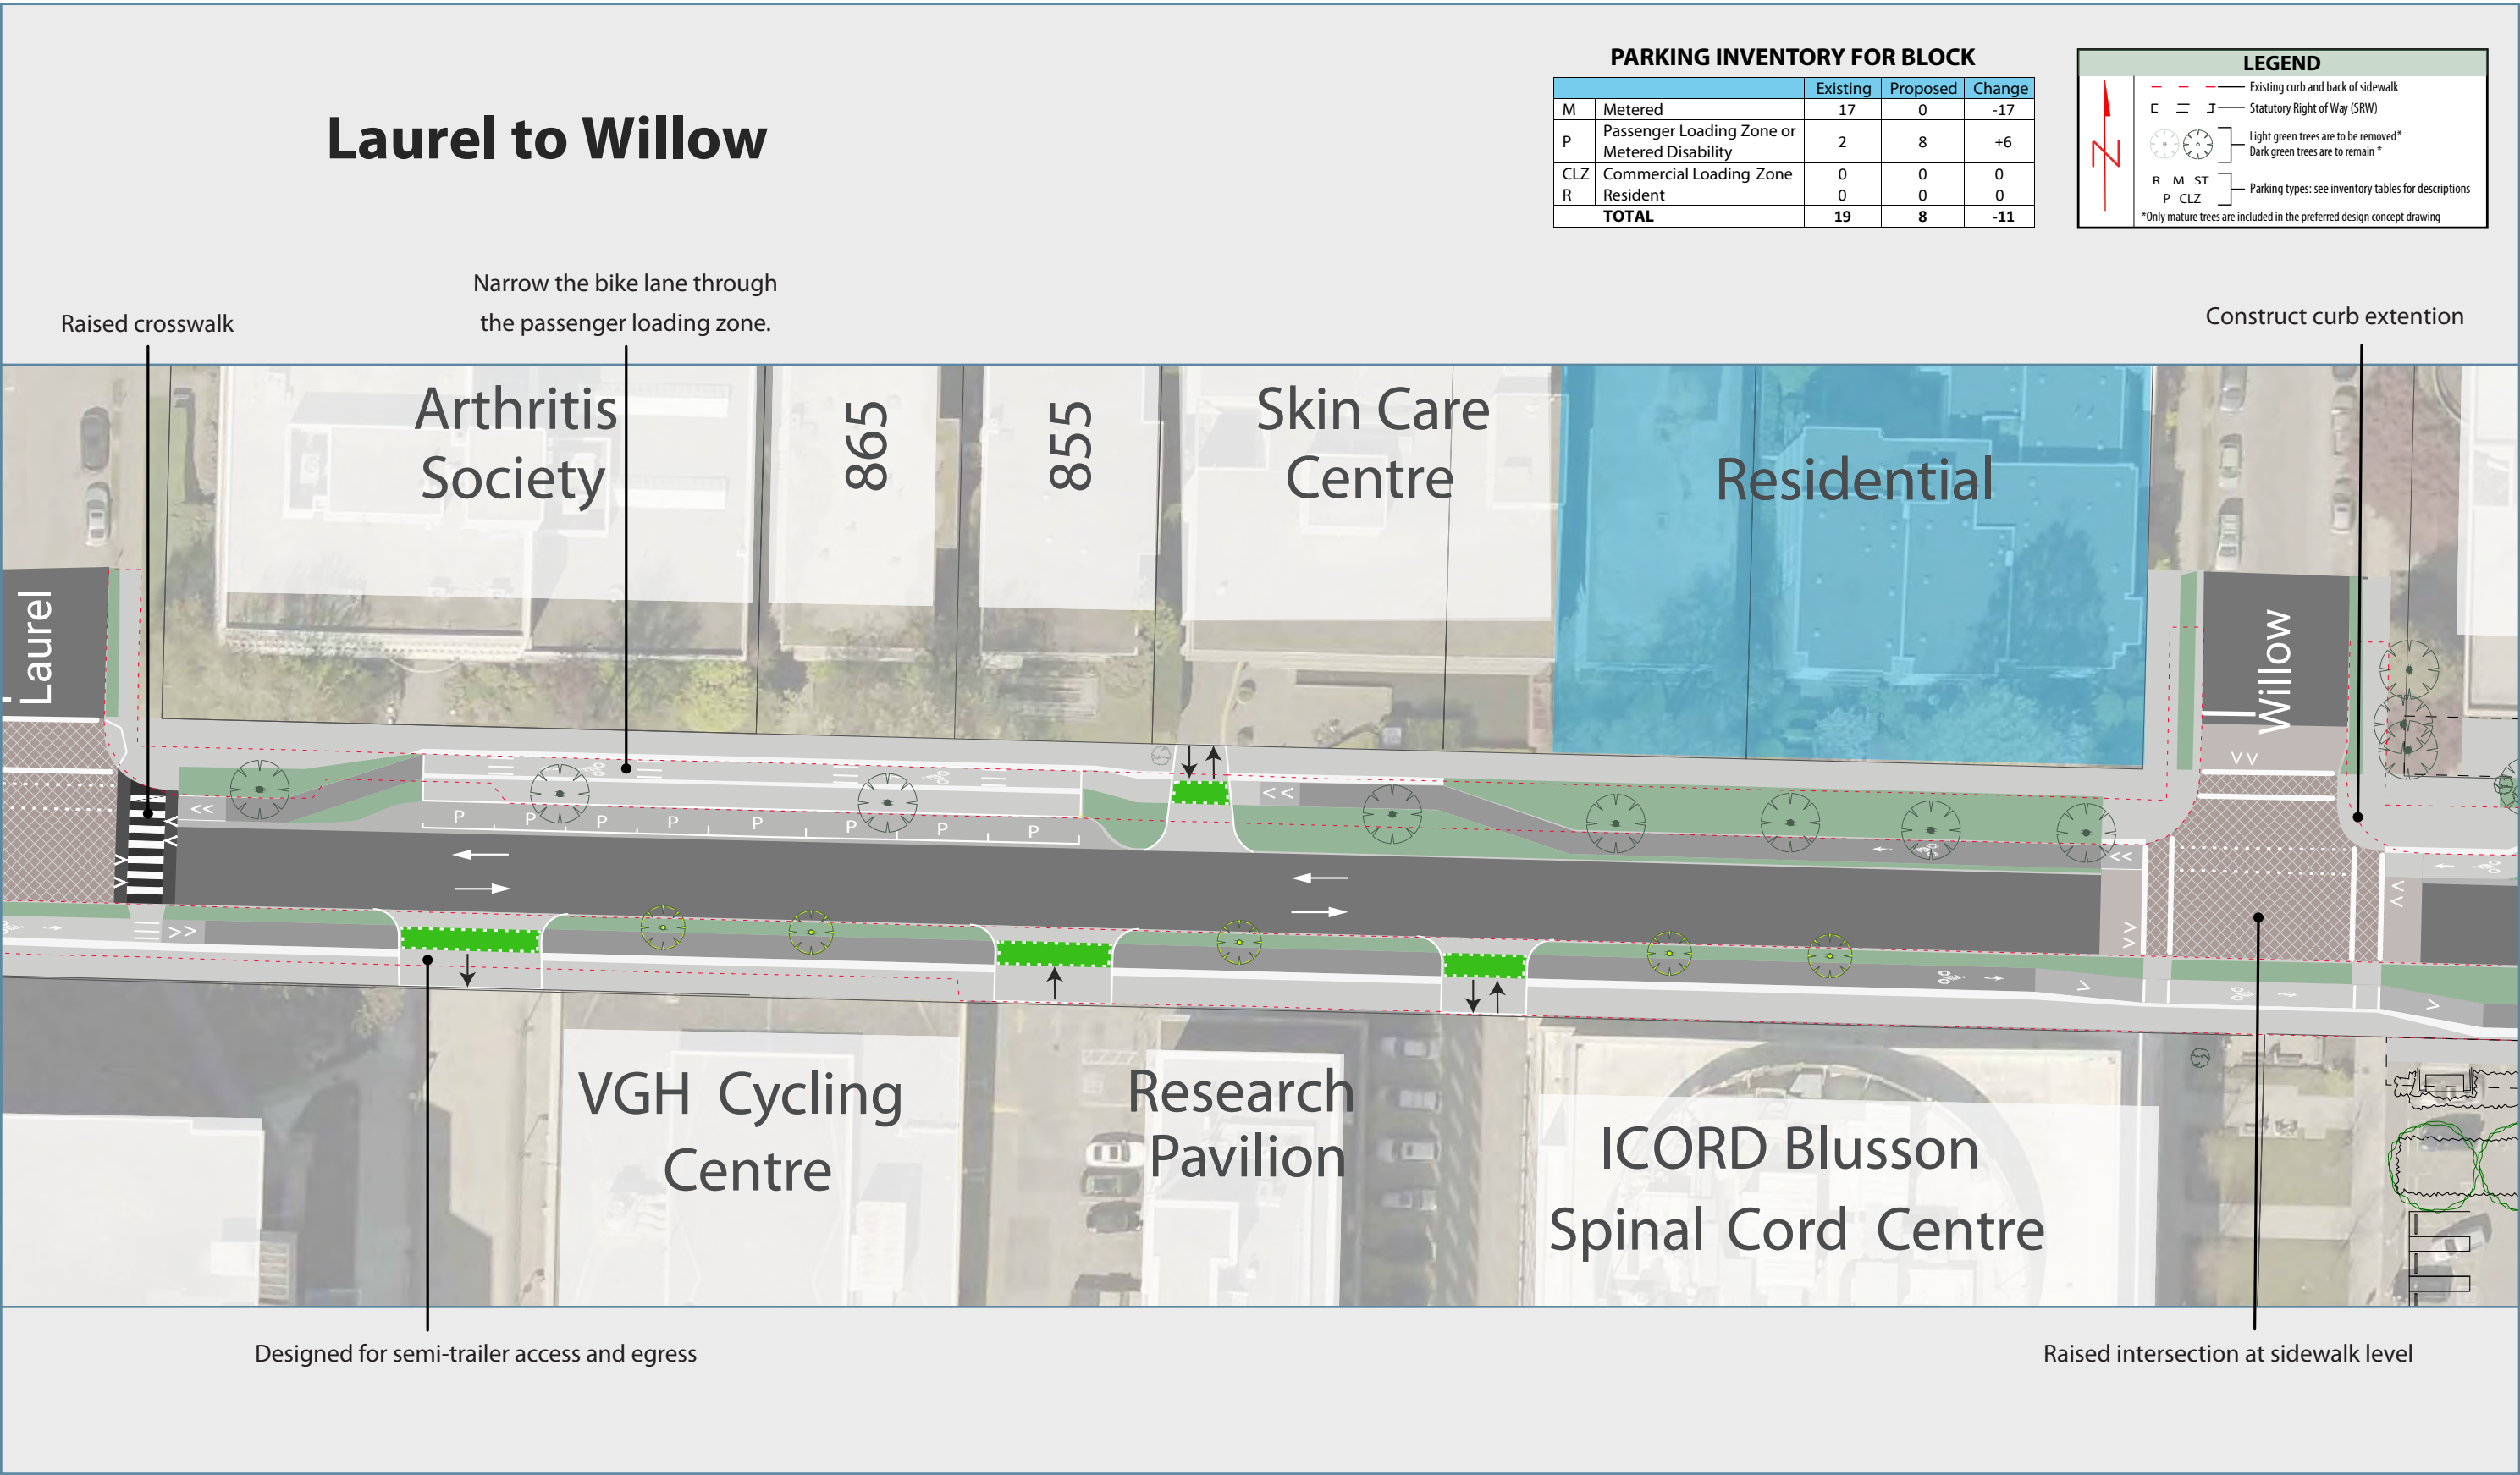 PARKING INVENTORY FOR BLOCK
Existing Proposed Change
M Metered 17 0 -17
P Passenger Loading Zone or
Metered Disability 2 8 +6
CLZ Commercial Loading Zone 0 0 0
R Resident 0 0 0
TOTAL 19 8 -11
LEGEND
Existing curb and back of sidewalk
Statutory Right of Way (SRW)
Light green trees are to be removed*
Dark green trees are to remain *
R M ST
P CLZ
Parking types: see inventory tables for descriptions
*Only mature trees are included in the preferred design concept drawing
N
Laurel to Willow
Narrow the bike lane through
the passenger loading zone.
Raised crosswalk
Construct curb extention
Arthritis
Society
865
855
Skin Care
Centre
Residential
Laurel
Willow
P P P P P P P P
VGH Cycling
Centre
Research
Pavilion
ICORD Blusson
Spinal Cord Centre
Designed for semi-trailer access and egress
Raised intersection at sidewalk level